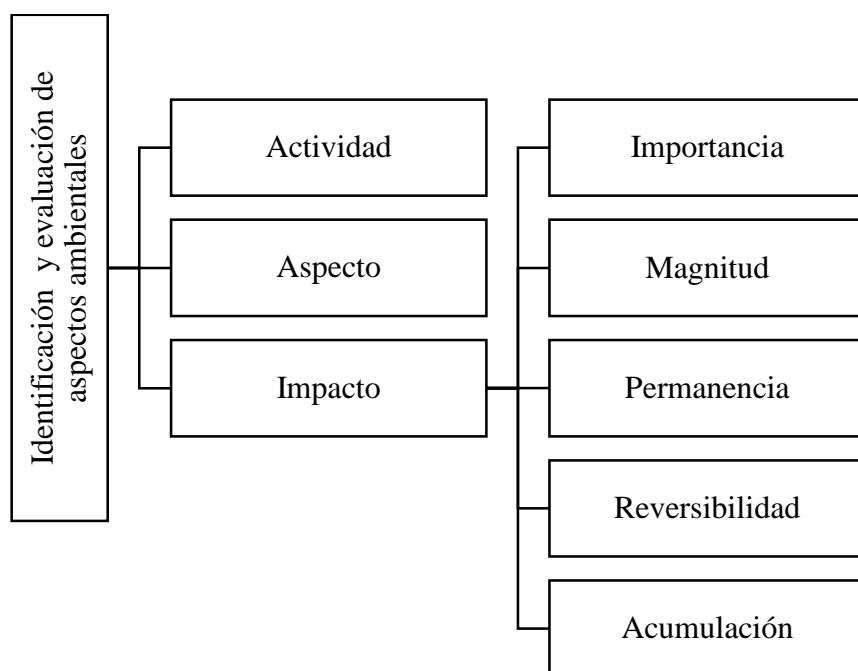 Identificación y evaluación de
aspectos ambientales
Actividad
Aspecto
Impacto
Importancia
Magnitud
Permanencia
Reversibilidad
Acumulación